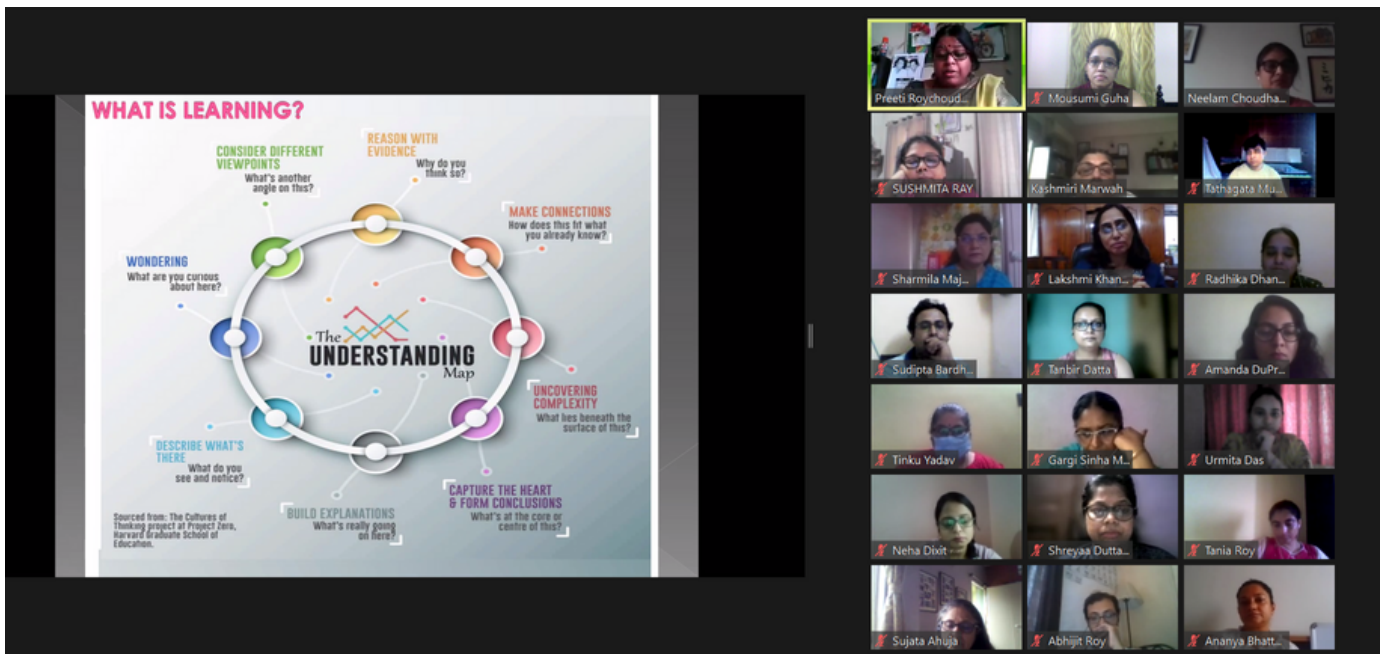 WHAT IS LEARNING?
CONSIDER DIFFERENT
VIEWPOINTS
What's another
angle on this?
REASON WITH
EVIDENCE
Why do you
think so?
MAKE CONNECTIONS
How does this fit what
you already know?
WONDERING
What are you curious
about here?
The
UNDERSTANDING
Map
UNCOVERING
COMPLEXITY
What lies beneath the
surface of this?
DESCRIBE WHAT'S
THERE
What do you
see and notice?
CAPTURE THE HEART
& FORM CONCLUSIONS
What's at the core or
centre of this?
BUILD EXPLANATIONS
What's really going
on here?
Sourced from: The Cultures of
Thinking project at Project Zero,
Harvard Graduate School of
Education.
Preeti Roychoud...
Mousumi Guha
Neelam Choudha...
SUSHMITA RAY
Kashmiri Marwah
Tathagata Mu...
Sharmila Maj...
Lakshmi Khan...
Radhika Dhan...
Sudipta Bardh...
Tanbir Datta
Amanda DuPr...
Tinku Yadav
Gargi Sinha M...
Urmita Das
Neha Dixit
Shreyaa Dutta...
Tania Roy
Sujata Ahuja
Abhijit Roy
Ananya Bhatt...